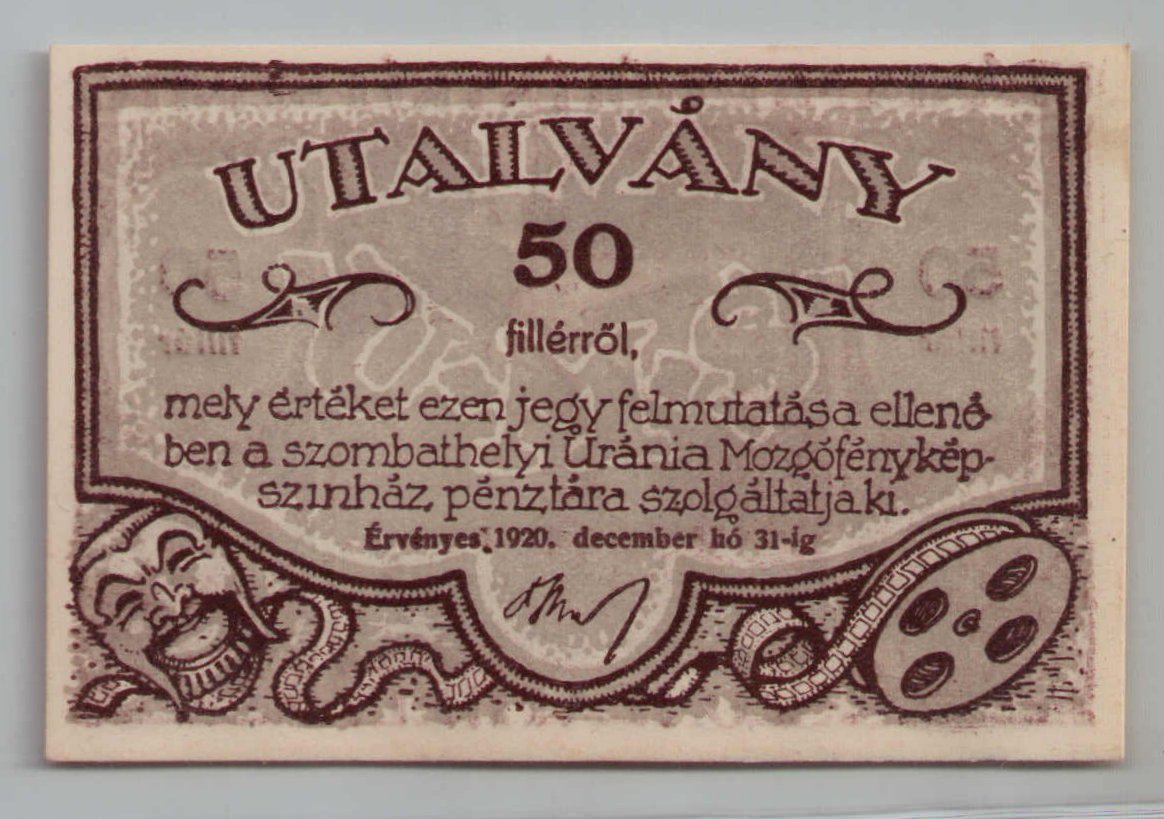 UTALVÁNY
50
fillérről,
mely értéket ezen jegy felmutatása ellené-
ben a szombathelyi Uránia Mozgófénykép-
szinház pénztára szolgáltatja ki.
Érvényes 1920. december hó 31-ig